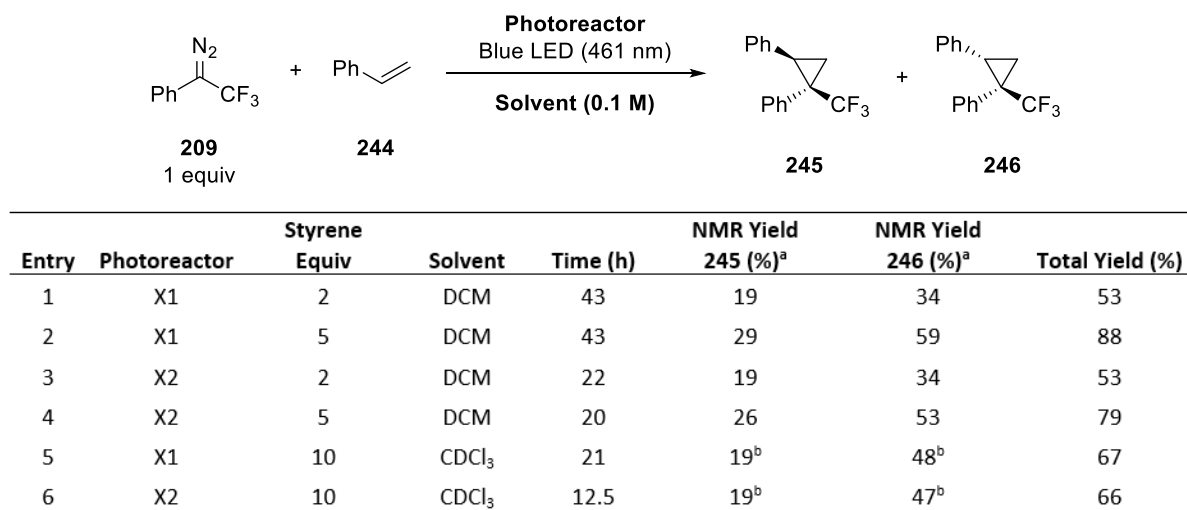 Photoreactor
Blue LED (461 nm)
Solvent (0.1 M)
N₂
Ph
CF₃
+
Ph
Ph
Ph
CF₃
+
Ph
Ph
CF₃
209
1 equiv
244
245
246
Styrene NMR Yield NMR Yield
Entry Photoreactor Equiv Solvent Time (h) 245 (%)ᵃ 246 (%)ᵃ Total Yield (%)
1 X1 2 DCM 43 19 34 53
2 X1 5 DCM 43 29 59 88
3 X2 2 DCM 22 19 34 53
4 X2 5 DCM 20 26 53 79
5 X1 10 CDCl₃ 21 19ᵇ 48ᵇ 67
6 X2 10 CDCl₃ 12.5 19ᵇ 47ᵇ 66